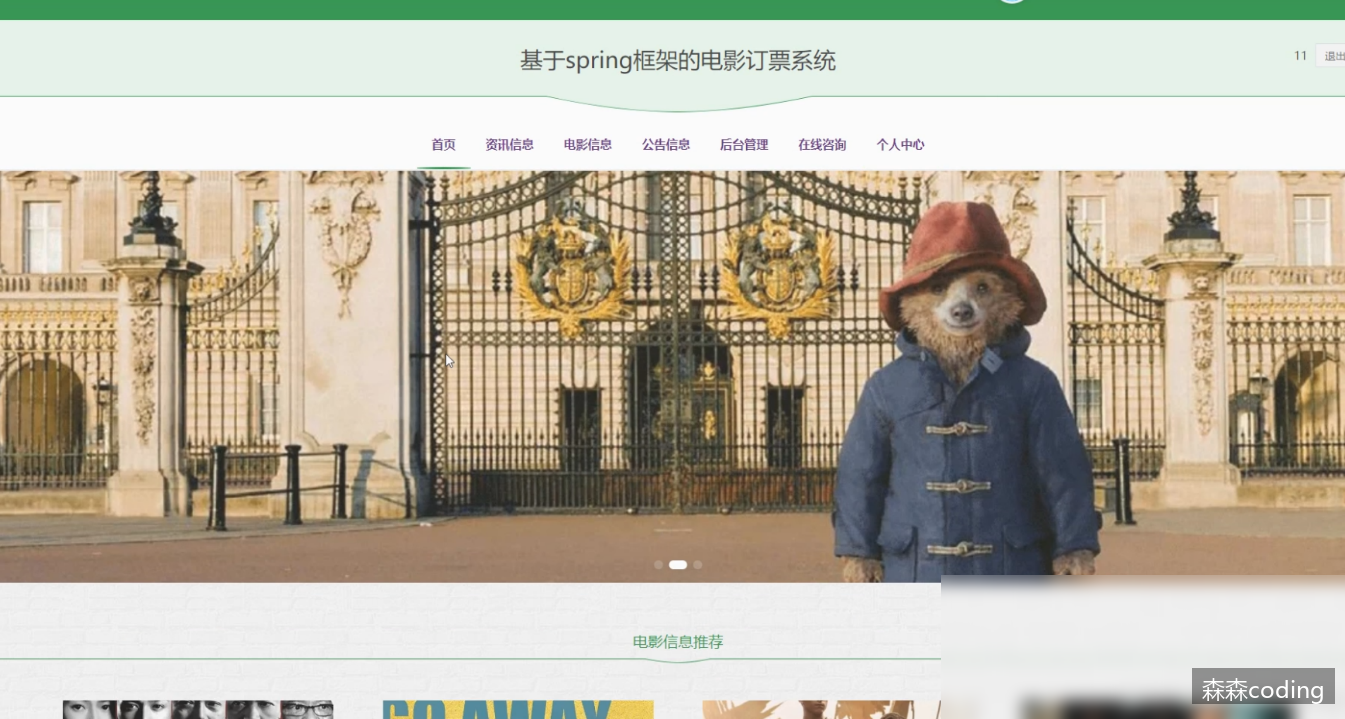 基于spring框架的电影订票系统
11 退出
首页 资讯信息 电影信息 公告信息 后台管理 在线咨询 个人中心
电影信息推荐
GO AWAY
森森coding